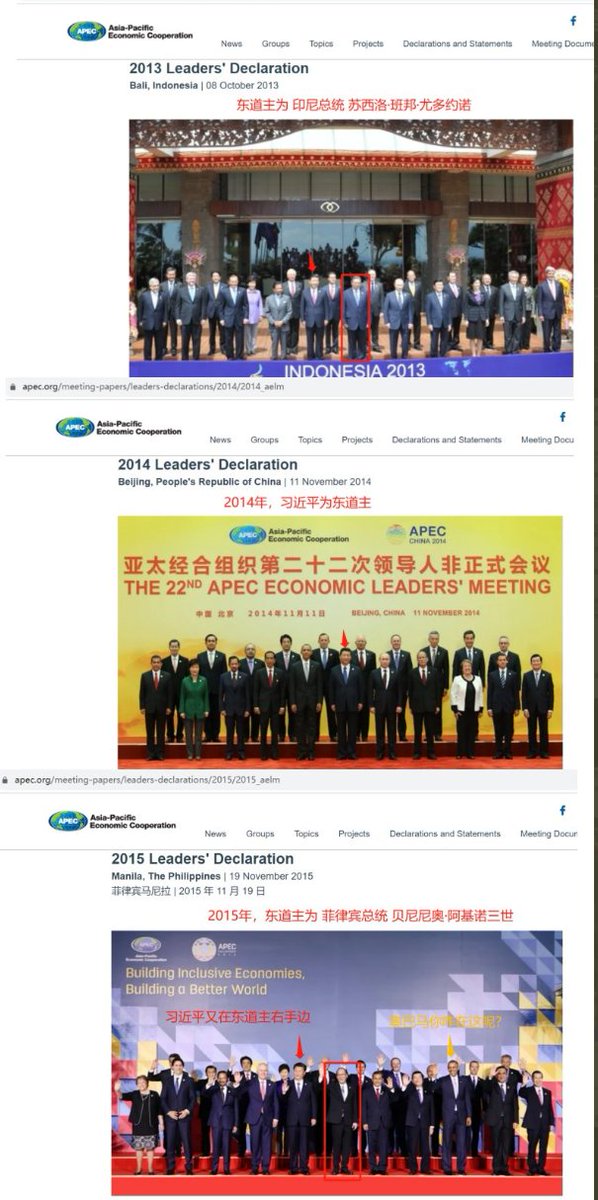 APEC
Asia-Pacific
Economic Cooperation
News Groups Topics Projects Declarations and Statements Meeting Docume
2013 Leaders' Declaration
Bali, Indonesia | 08 October 2013
东道主为 印尼总统 苏西洛·班邦·尤多约诺
INDONESIA 2013
apec.org/meeting-papers/leaders-declarations/2014/2014_aelm
APEC
Asia-Pacific
Economic Cooperation
News Groups Topics Projects Declarations and Statements Meeting Docu
2014 Leaders' Declaration
Beijing, People's Republic of China | 11 November 2014
2014年，习近平为东道主
APEC
Asia-Pacific
Economic Cooperation
APEC
CHINA 2014
亚太经合组织第二十二次领导人非正式会议
THE 22ND APEC ECONOMIC LEADERS' MEETING
中国 北京 2014年11月11日 BEIJING, CHINA 11 NOVEMBER 2014
apec.org/meeting-papers/leaders-declarations/2015/2015_aelm
APEC
Asia-Pacific
Economic Cooperation
News Groups Topics Projects Declarations and Statements Meeting Docum
2015 Leaders' Declaration
Manila, The Philippines | 19 November 2015
菲律宾马尼拉 | 2015 年 11 月 19 日
2015年，东道主为 菲律宾总统 贝尼尼奥·阿基诺三世
Asia-Pacific
Economic Cooperation
APEC
Building Inclusive Economies,
Building a Better World
习近平又在东道主右手边